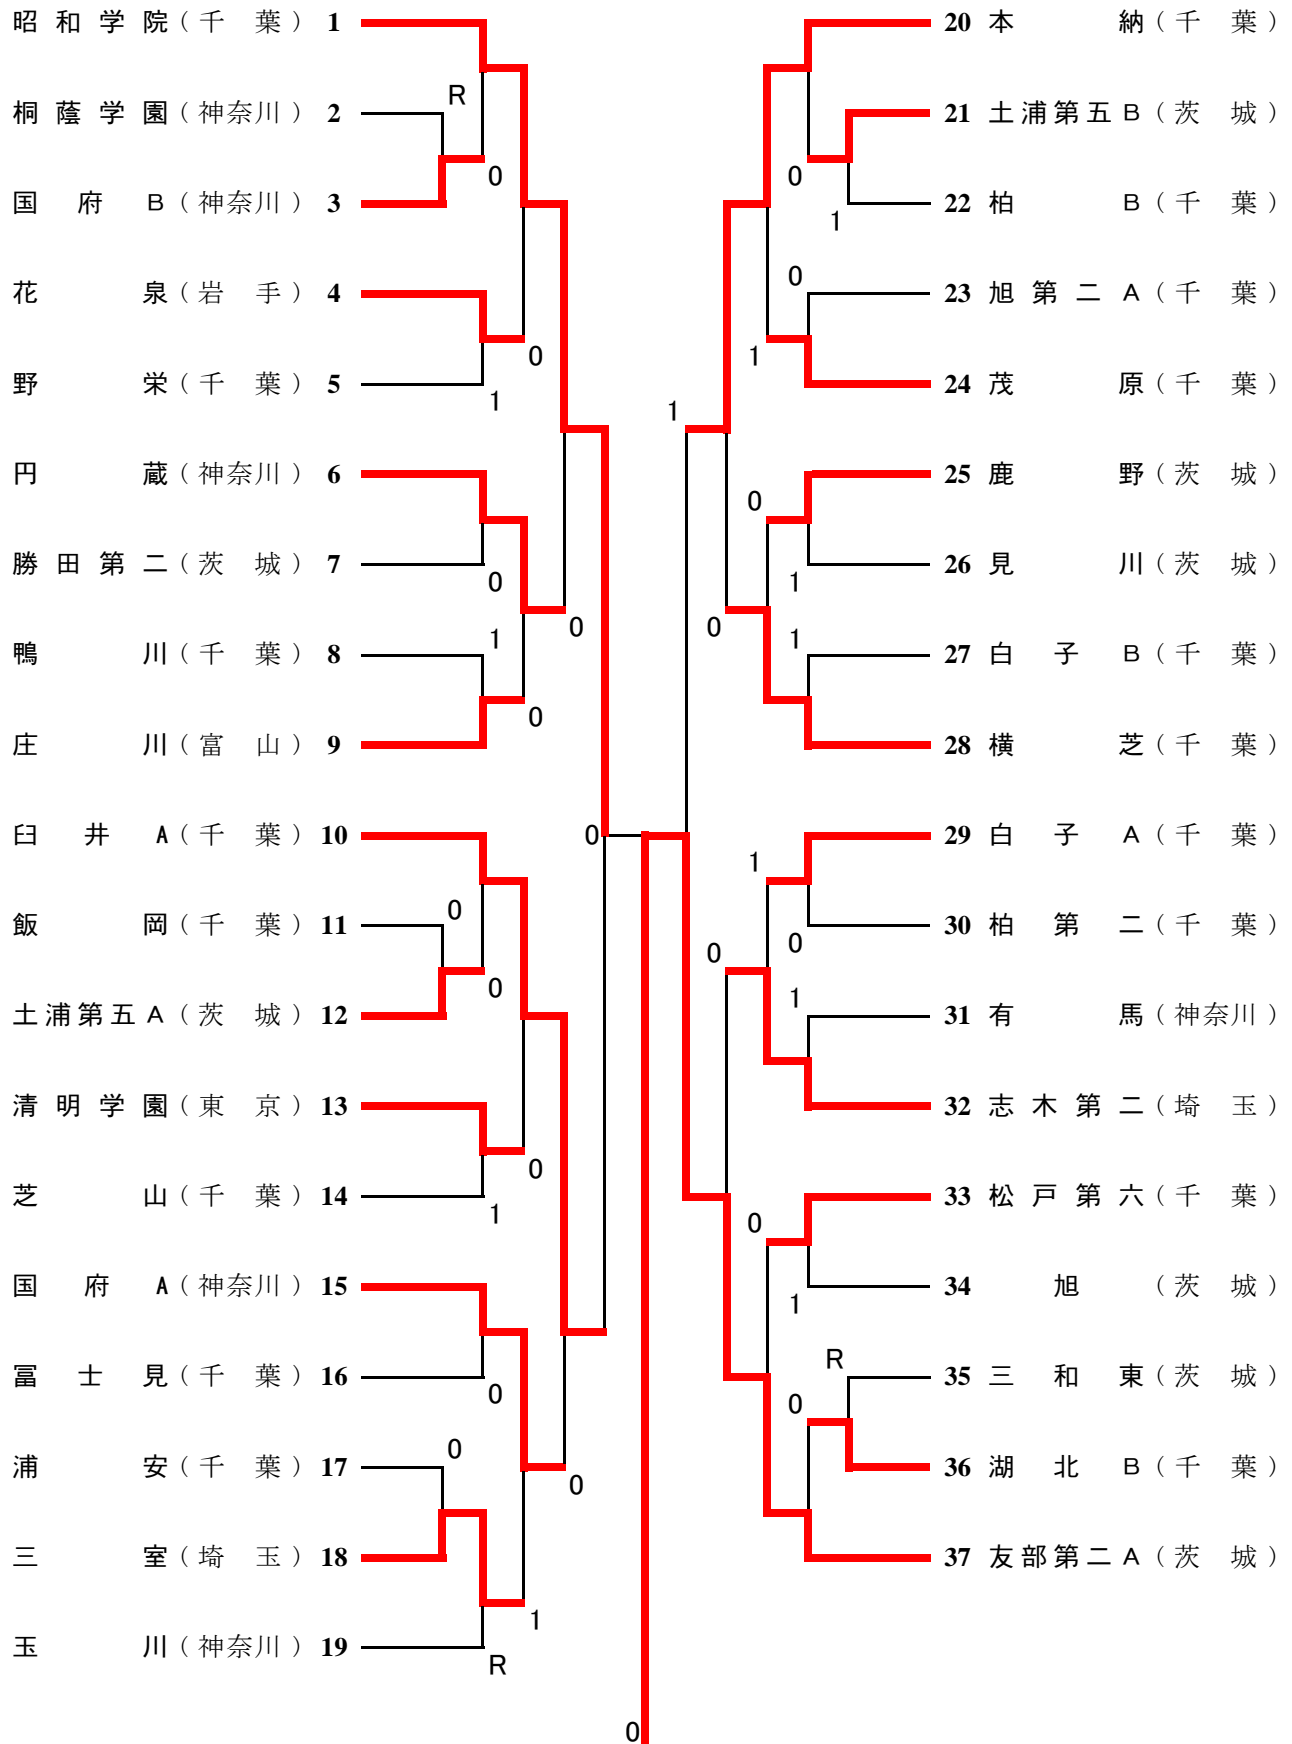 昭和学院(千 葉) 1
R
桐蔭学園(神奈川) 2
0
国府B(神奈川) 3
花泉(岩 手) 4
0
野栄(千 葉) 5
1
円蔵(神奈川) 6
勝田第二(茨 城) 7
0
0
1
鴨川(千 葉) 8
0
庄川(富 山) 9
臼井A(千 葉) 10
0
0
飯岡(千 葉) 11
0
土浦第五A(茨 城) 12
清明学園(東 京) 13
0
芝山(千 葉) 14
1
国府A(神奈川) 15
冨士見(千 葉) 16
0
0
浦安(千 葉) 17
0
三室(埼 玉) 18
1
玉川(神奈川) 19
R
0
20 本納(千 葉)
21 土浦第五B(茨 城)
0
22 柏B(千 葉)
1
0
23 旭第二A(千 葉)
1
24 茂原(千 葉)
1
25 鹿野(茨 城)
0
26 見川(茨 城)
1
0
1
27 白子B(千 葉)
28 横芝(千 葉)
29 白子A(千 葉)
1
30 柏第二(千 葉)
0
0
1
31 有馬(神奈川)
32 志木第二(埼 玉)
33 松戸第六(千 葉)
0
34 旭(茨 城)
1
R
35 三和東(茨 城)
0
36 湖北B(千 葉)
37 友部第二A(茨 城)